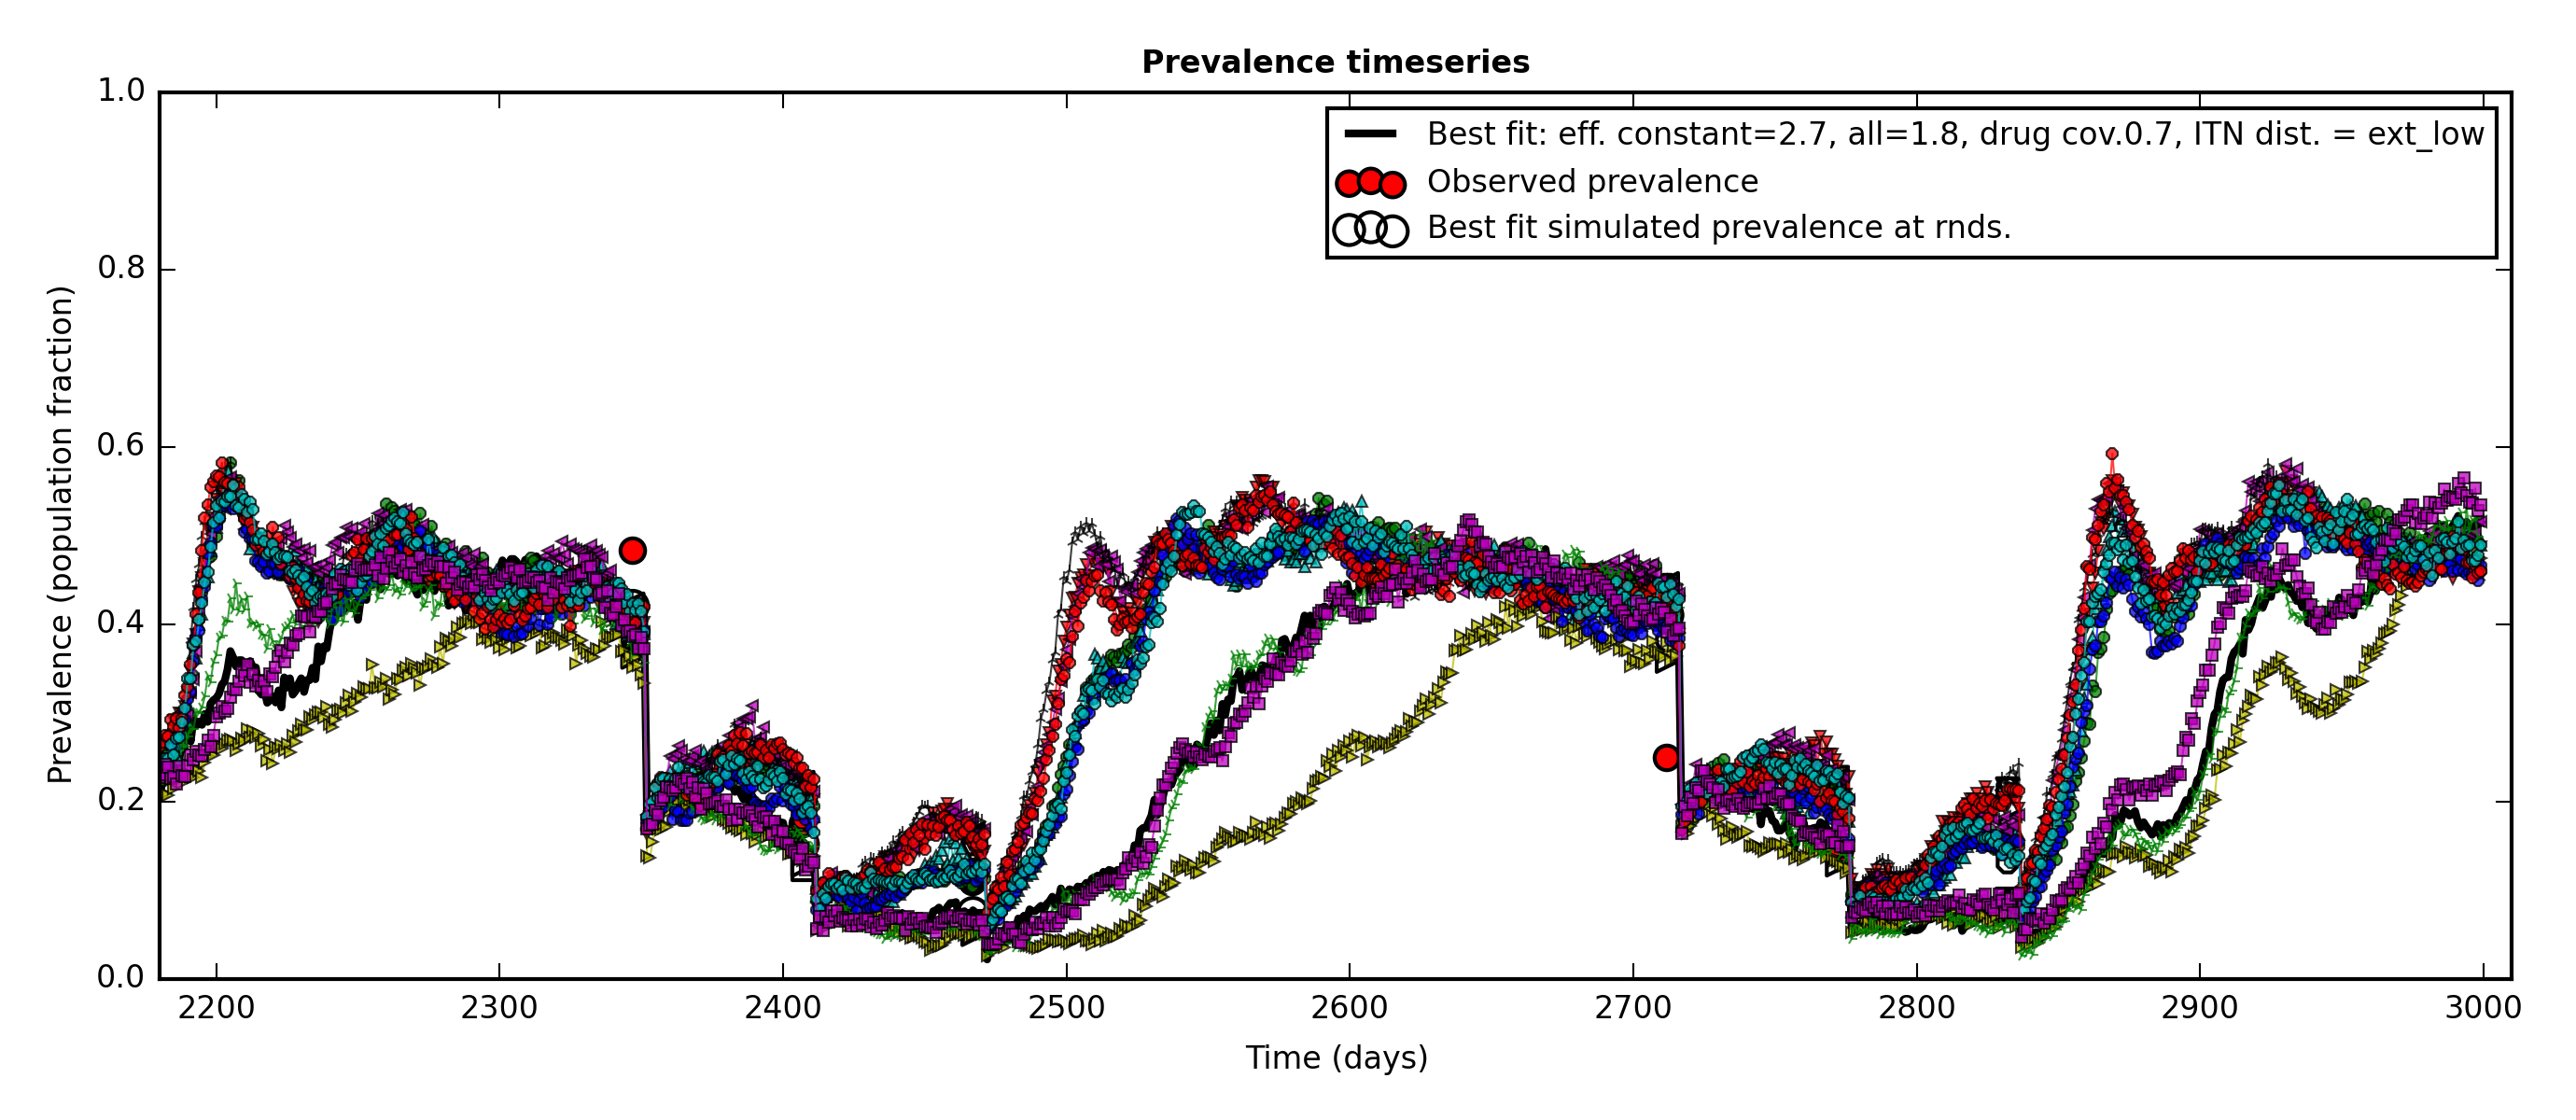 Prevalence timeseries
Best fit: eff. constant=2.7, all=1.8, drug cov.0.7, ITN dist. = ext_low
Observed prevalence
Best fit simulated prevalence at rnds.
Prevalence (population fraction)
1.0
0.8
0.6
0.4
0.2
0.0
2200 2300 2400 2500 2600 2700 2800 2900 3000
Time (days)